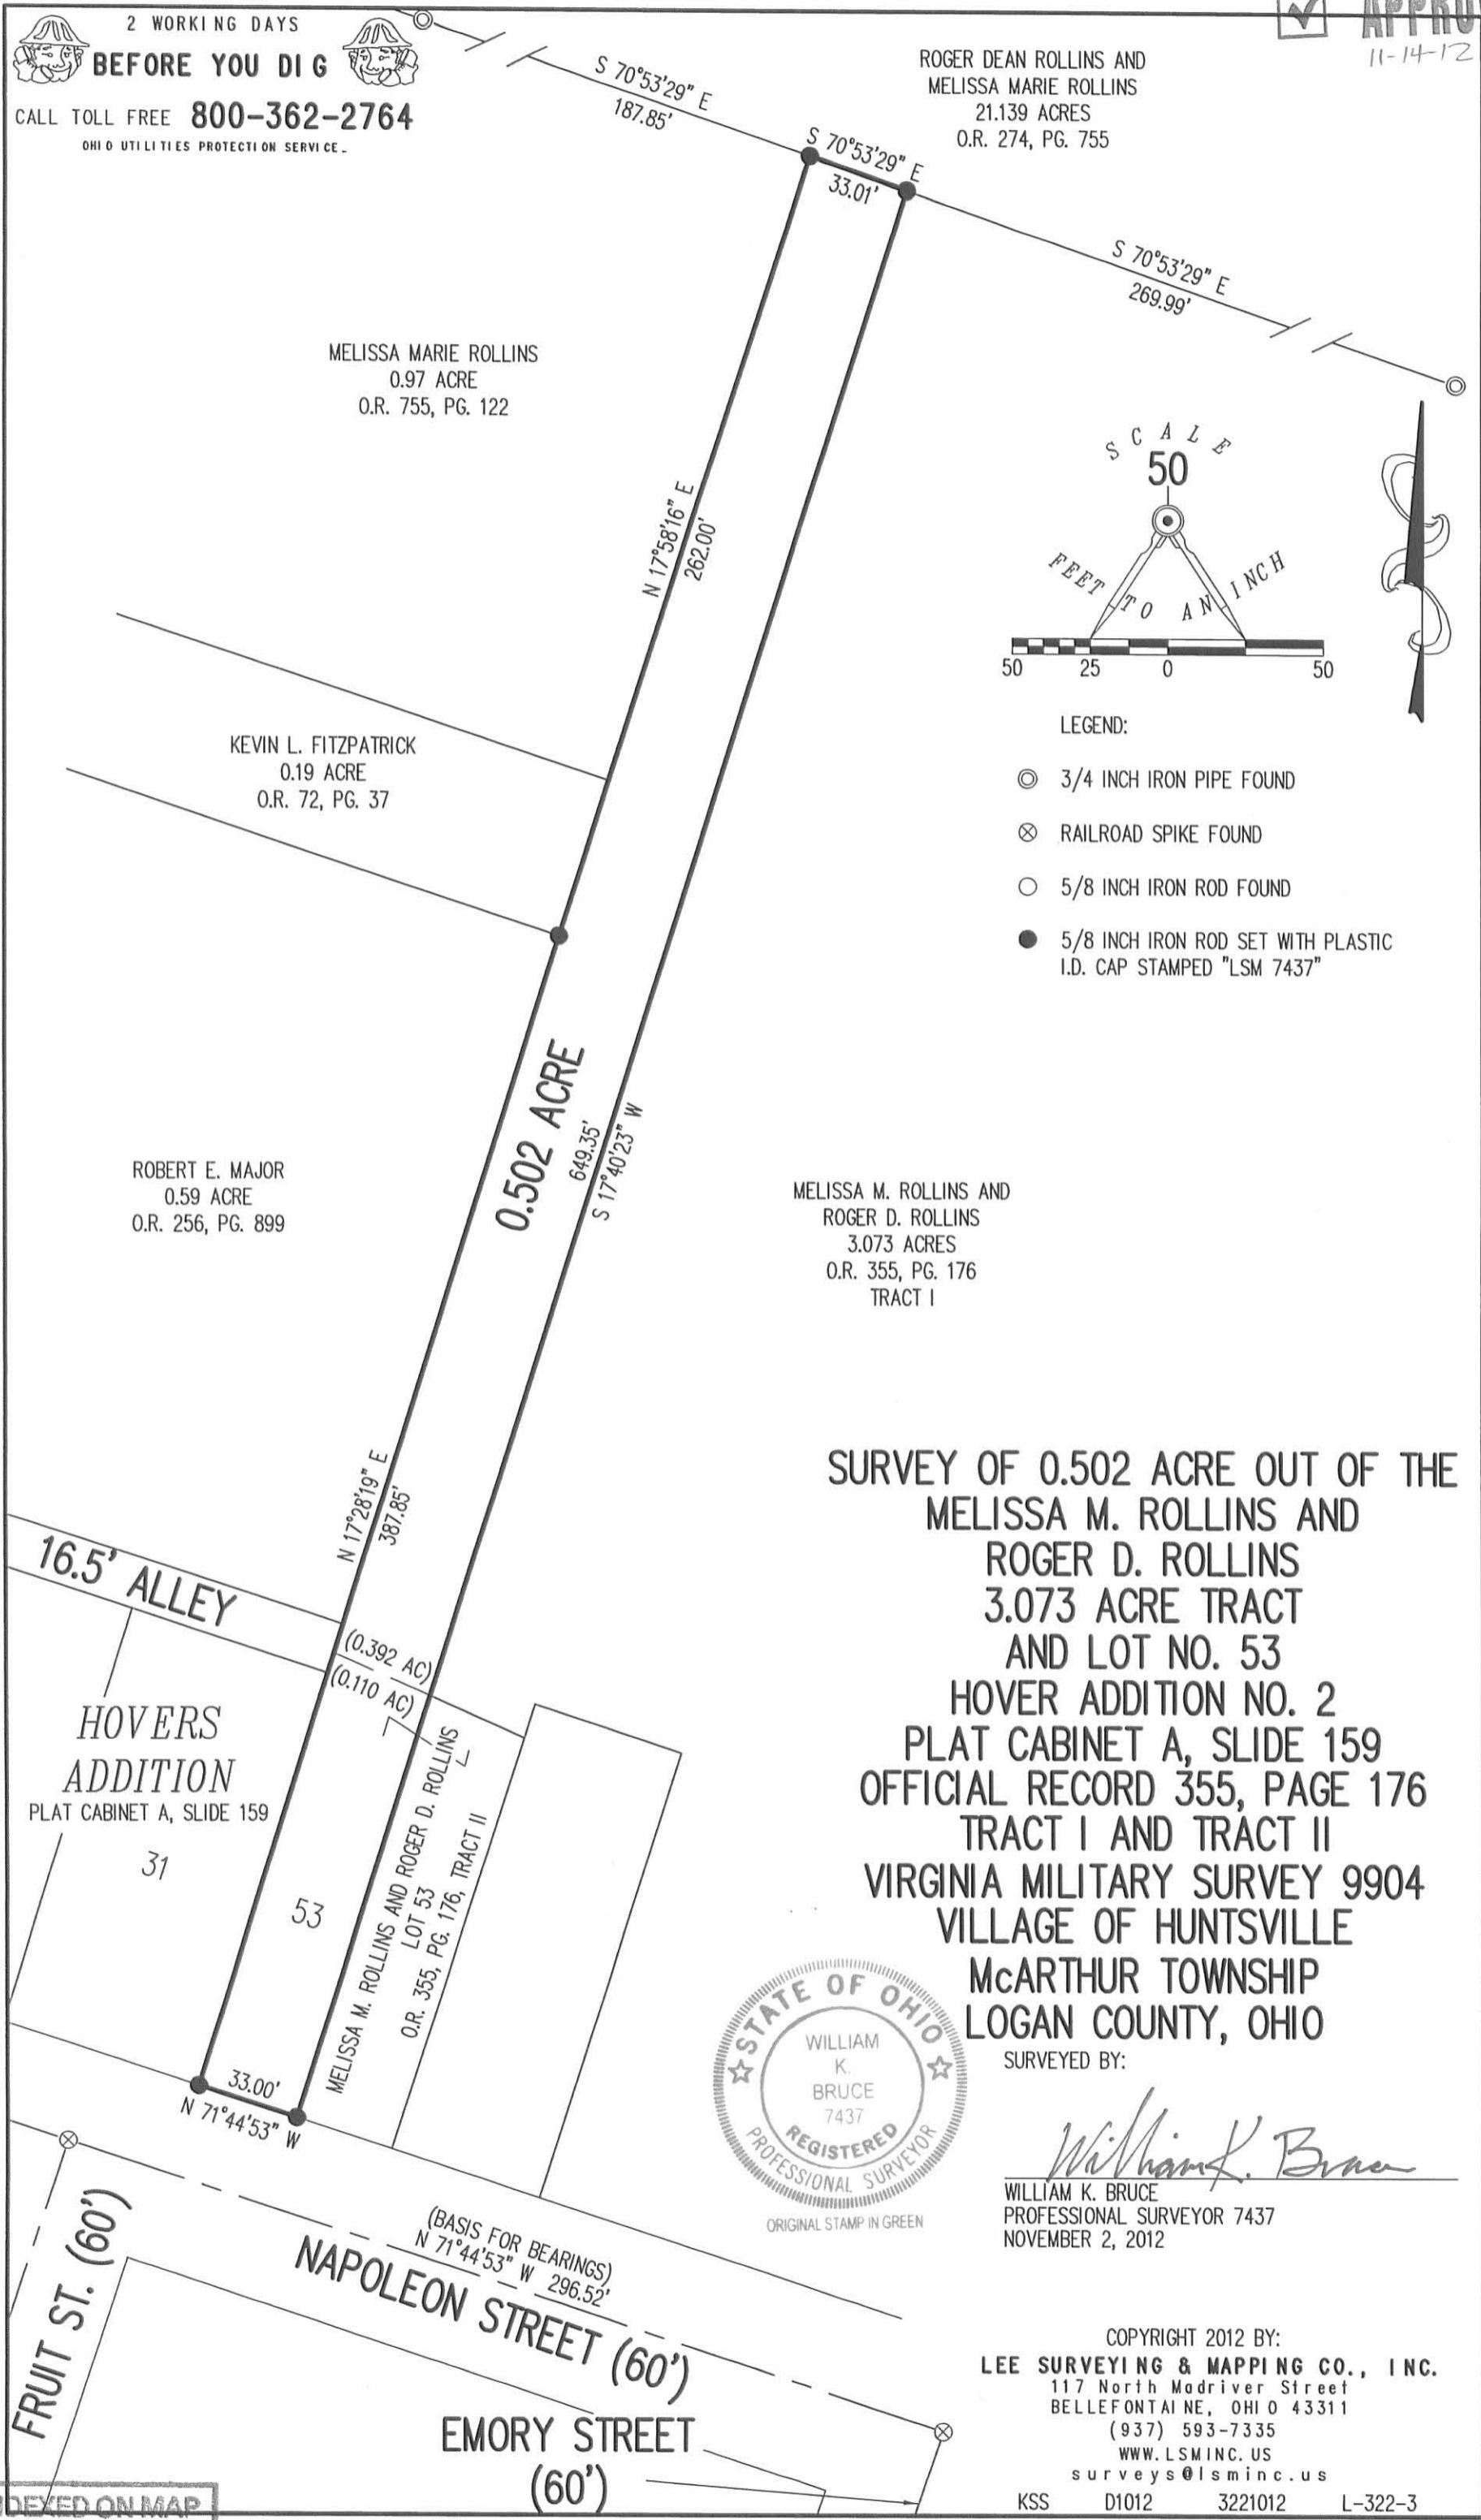 2 WORKING DAYS
BEFORE YOU DIG
CALL TOLL FREE 800-362-2764
OHIO UTILITIES PROTECTION SERVICE.
11-14-12
ROGER DEAN ROLLINS AND
MELISSA MARIE ROLLINS
21.139 ACRES
O.R. 274, PG. 755
S 70°53'29" E
187.85'
S 70°53'29" E
33.01'
S 70°53'29" E
269.99'
MELISSA MARIE ROLLINS
0.97 ACRE
O.R. 755, PG. 122
N 17°58'16" E
262.00'
SCALE
50
FEET TO AN INCH
50 25 0 50
LEGEND:
3/4 INCH IRON PIPE FOUND
RAILROAD SPIKE FOUND
5/8 INCH IRON ROD FOUND
5/8 INCH IRON ROD SET WITH PLASTIC
I.D. CAP STAMPED "LSM 7437"
KEVIN L. FITZPATRICK
0.19 ACRE
O.R. 72, PG. 37
0.502 ACRE
649.35'
S 17°40'23" W
ROBERT E. MAJOR
0.59 ACRE
O.R. 256, PG. 899
MELISSA M. ROLLINS AND
ROGER D. ROLLINS
3.073 ACRES
O.R. 355, PG. 176
TRACT I
N 17°28'19" E
387.85'
16.5' ALLEY
(0.392 AC)
(0.110 AC)
HOVERS
ADDITION
PLAT CABINET A, SLIDE 159
31
53
MELISSA M. ROLLINS AND ROGER D. ROLLINS
LOT 53
O.R. 355, PG. 176, TRACT II
33.00'
N 71°44'53" W
SURVEY OF 0.502 ACRE OUT OF THE
MELISSA M. ROLLINS AND
ROGER D. ROLLINS
3.073 ACRE TRACT
AND LOT NO. 53
HOVER ADDITION NO. 2
PLAT CABINET A, SLIDE 159
OFFICIAL RECORD 355, PAGE 176
TRACT I AND TRACT II
VIRGINIA MILITARY SURVEY 9904
VILLAGE OF HUNTSVILLE
McARTHUR TOWNSHIP
LOGAN COUNTY, OHIO
STATE OF OHIO
WILLIAM
K.
BRUCE
7437
REGISTERED
PROFESSIONAL SURVEYOR
ORIGINAL STAMP IN GREEN
SURVEYED BY:
William K. Bruce
WILLIAM K. BRUCE
PROFESSIONAL SURVEYOR 7437
NOVEMBER 2, 2012
(BASIS FOR BEARINGS)
N 71°44'53" W 296.52'
NAPOLEON STREET (60')
FRUIT ST. (60')
EMORY STREET
(60')
COPYRIGHT 2012 BY:
LEE SURVEYING & MAPPING CO., INC.
117 North Madriver Street
BELLEFONTAINE, OHIO 43311
(937) 593-7335
WWW.LSMINC.US
surveys@lsminc.us
KSS D1012 3221012 L-322-3
DEXED ON MAP